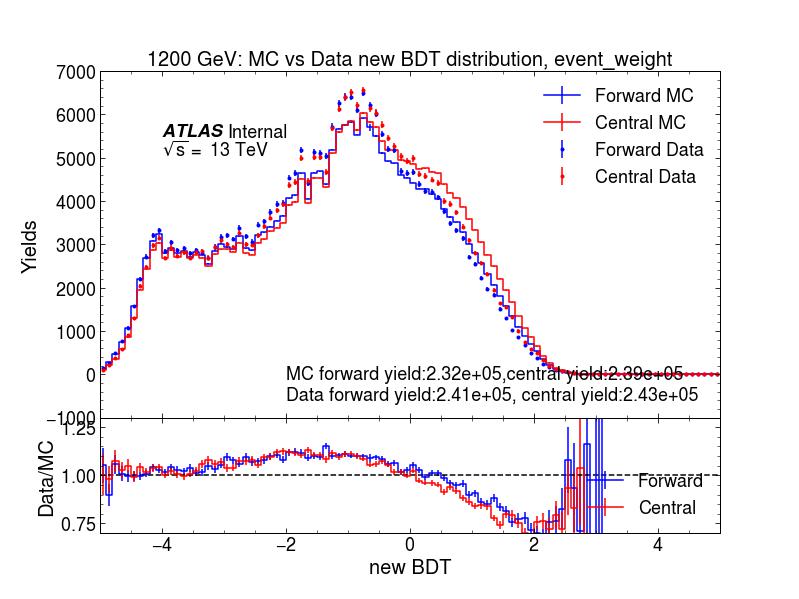 1200 GeV: MC vs Data new BDT distribution, event_weight
7000
6000
5000
4000
3000
2000
1000
0
−1000
Yields
ATLAS Internal
√s = 13 TeV
Forward MC
Central MC
Forward Data
Central Data
MC forward yield:2.32e+05,central yield:2.39e+05
Data forward yield:2.41e+05, central yield:2.43e+05
1.25
1.00
0.75
Data/MC
Forward
Central
−4 −2 0 2 4
new BDT